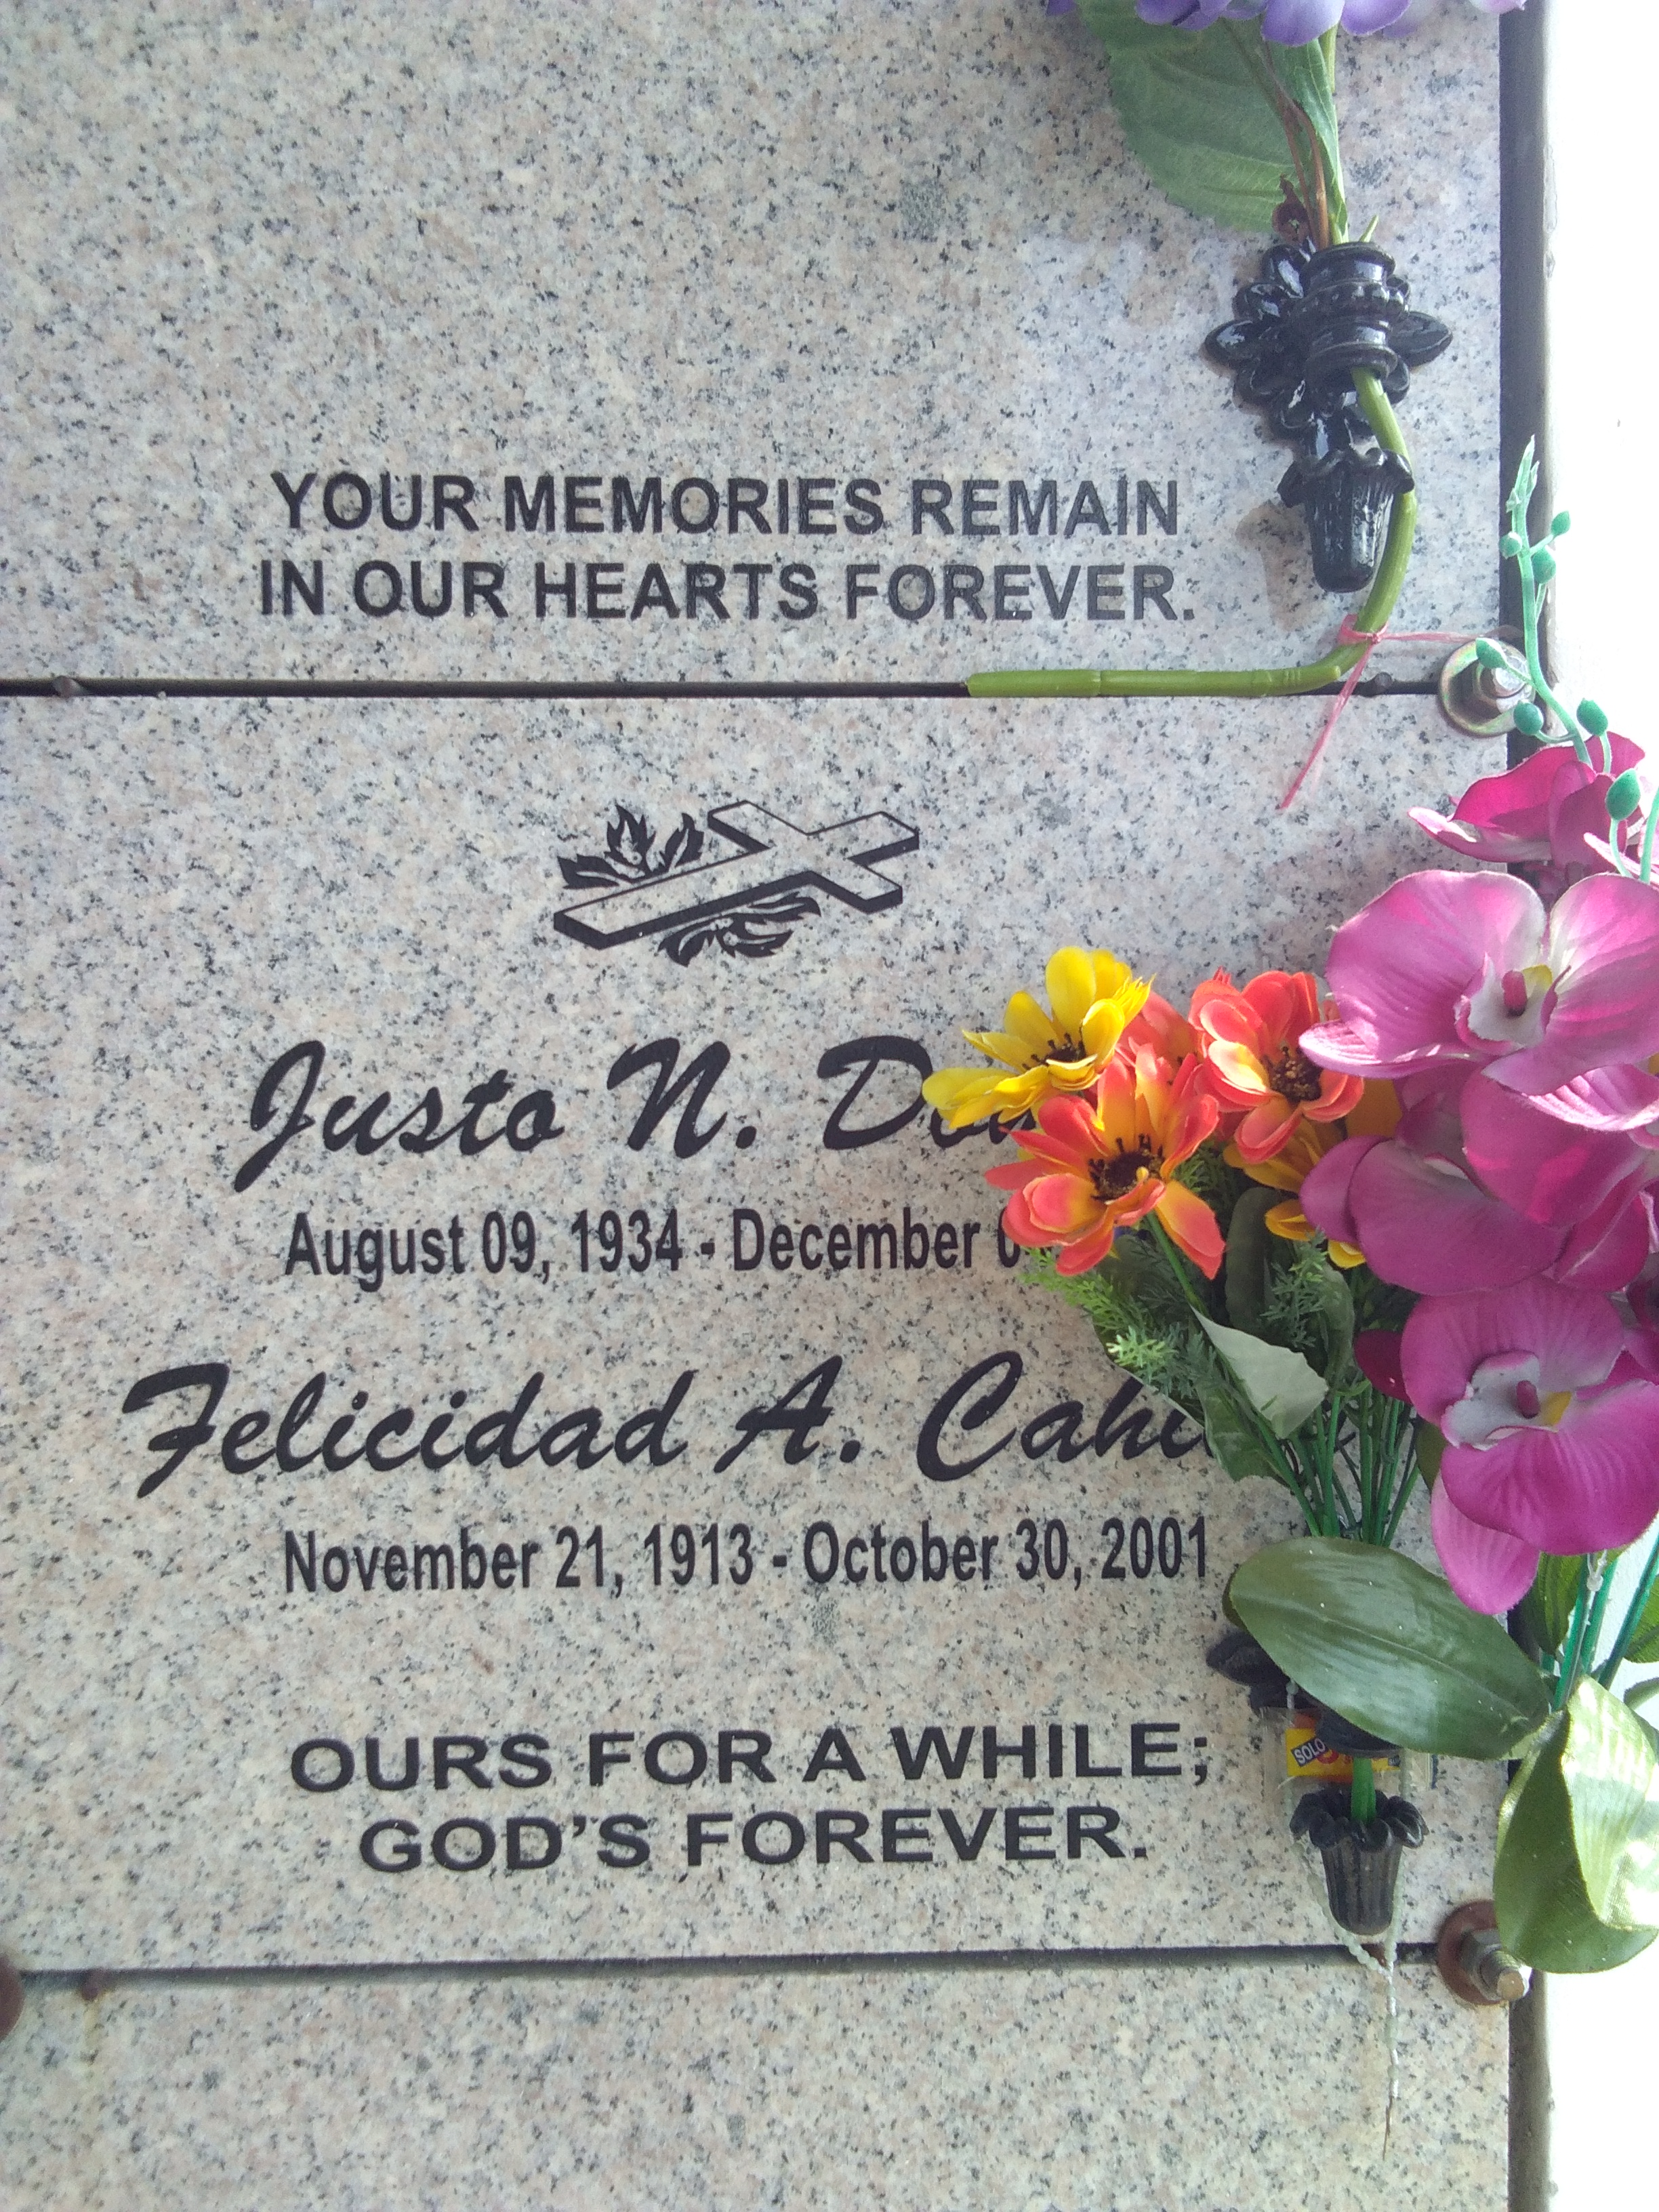 YOUR MEMORIES REMAIN
IN OUR HEARTS FOREVER.
Justo N.
August 09, 1934 - December
Felicidad A.
November 21, 1913 - October 30, 2001
OURS FOR A WHILE;
GOD'S FOREVER.
SOLO